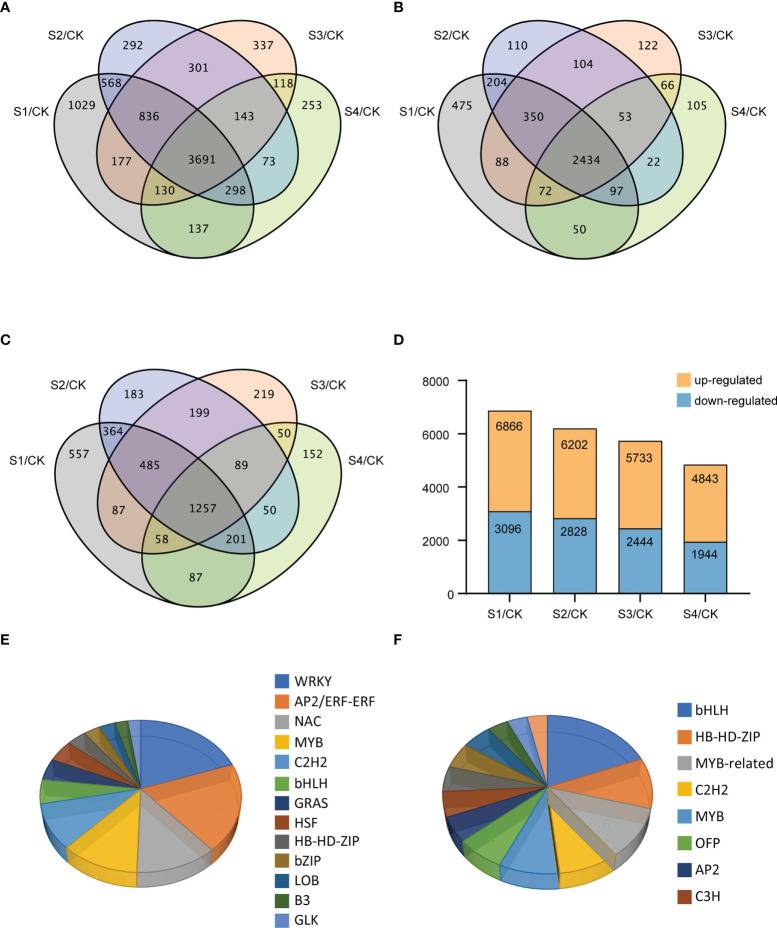 A
S2/CK
292
337
S3/CK
301
568
118
S1/CK
1029
836
143
253
S4/CK
177
3691
73
130
298
137
B
S2/CK
110
122
S3/CK
104
204
66
S1/CK
475
350
53
105
S4/CK
88
2434
22
72
97
50
C
S2/CK
183
219
S3/CK
199
364
50
S1/CK
557
485
89
152
S4/CK
87
1257
50
58
201
87
D
up-regulated
down-regulated
8000
6000
4000
2000
0
6866
6202
5733
4843
3096
2828
2444
1944
S1/CK S2/CK S3/CK S4/CK
E
WRKY
AP2/ERF-ERF
NAC
MYB
C2H2
bHLH
GRAS
HSF
HB-HD-ZIP
bZIP
LOB
B3
GLK
F
bHLH
HB-HD-ZIP
MYB-related
C2H2
MYB
OFP
AP2
C3H